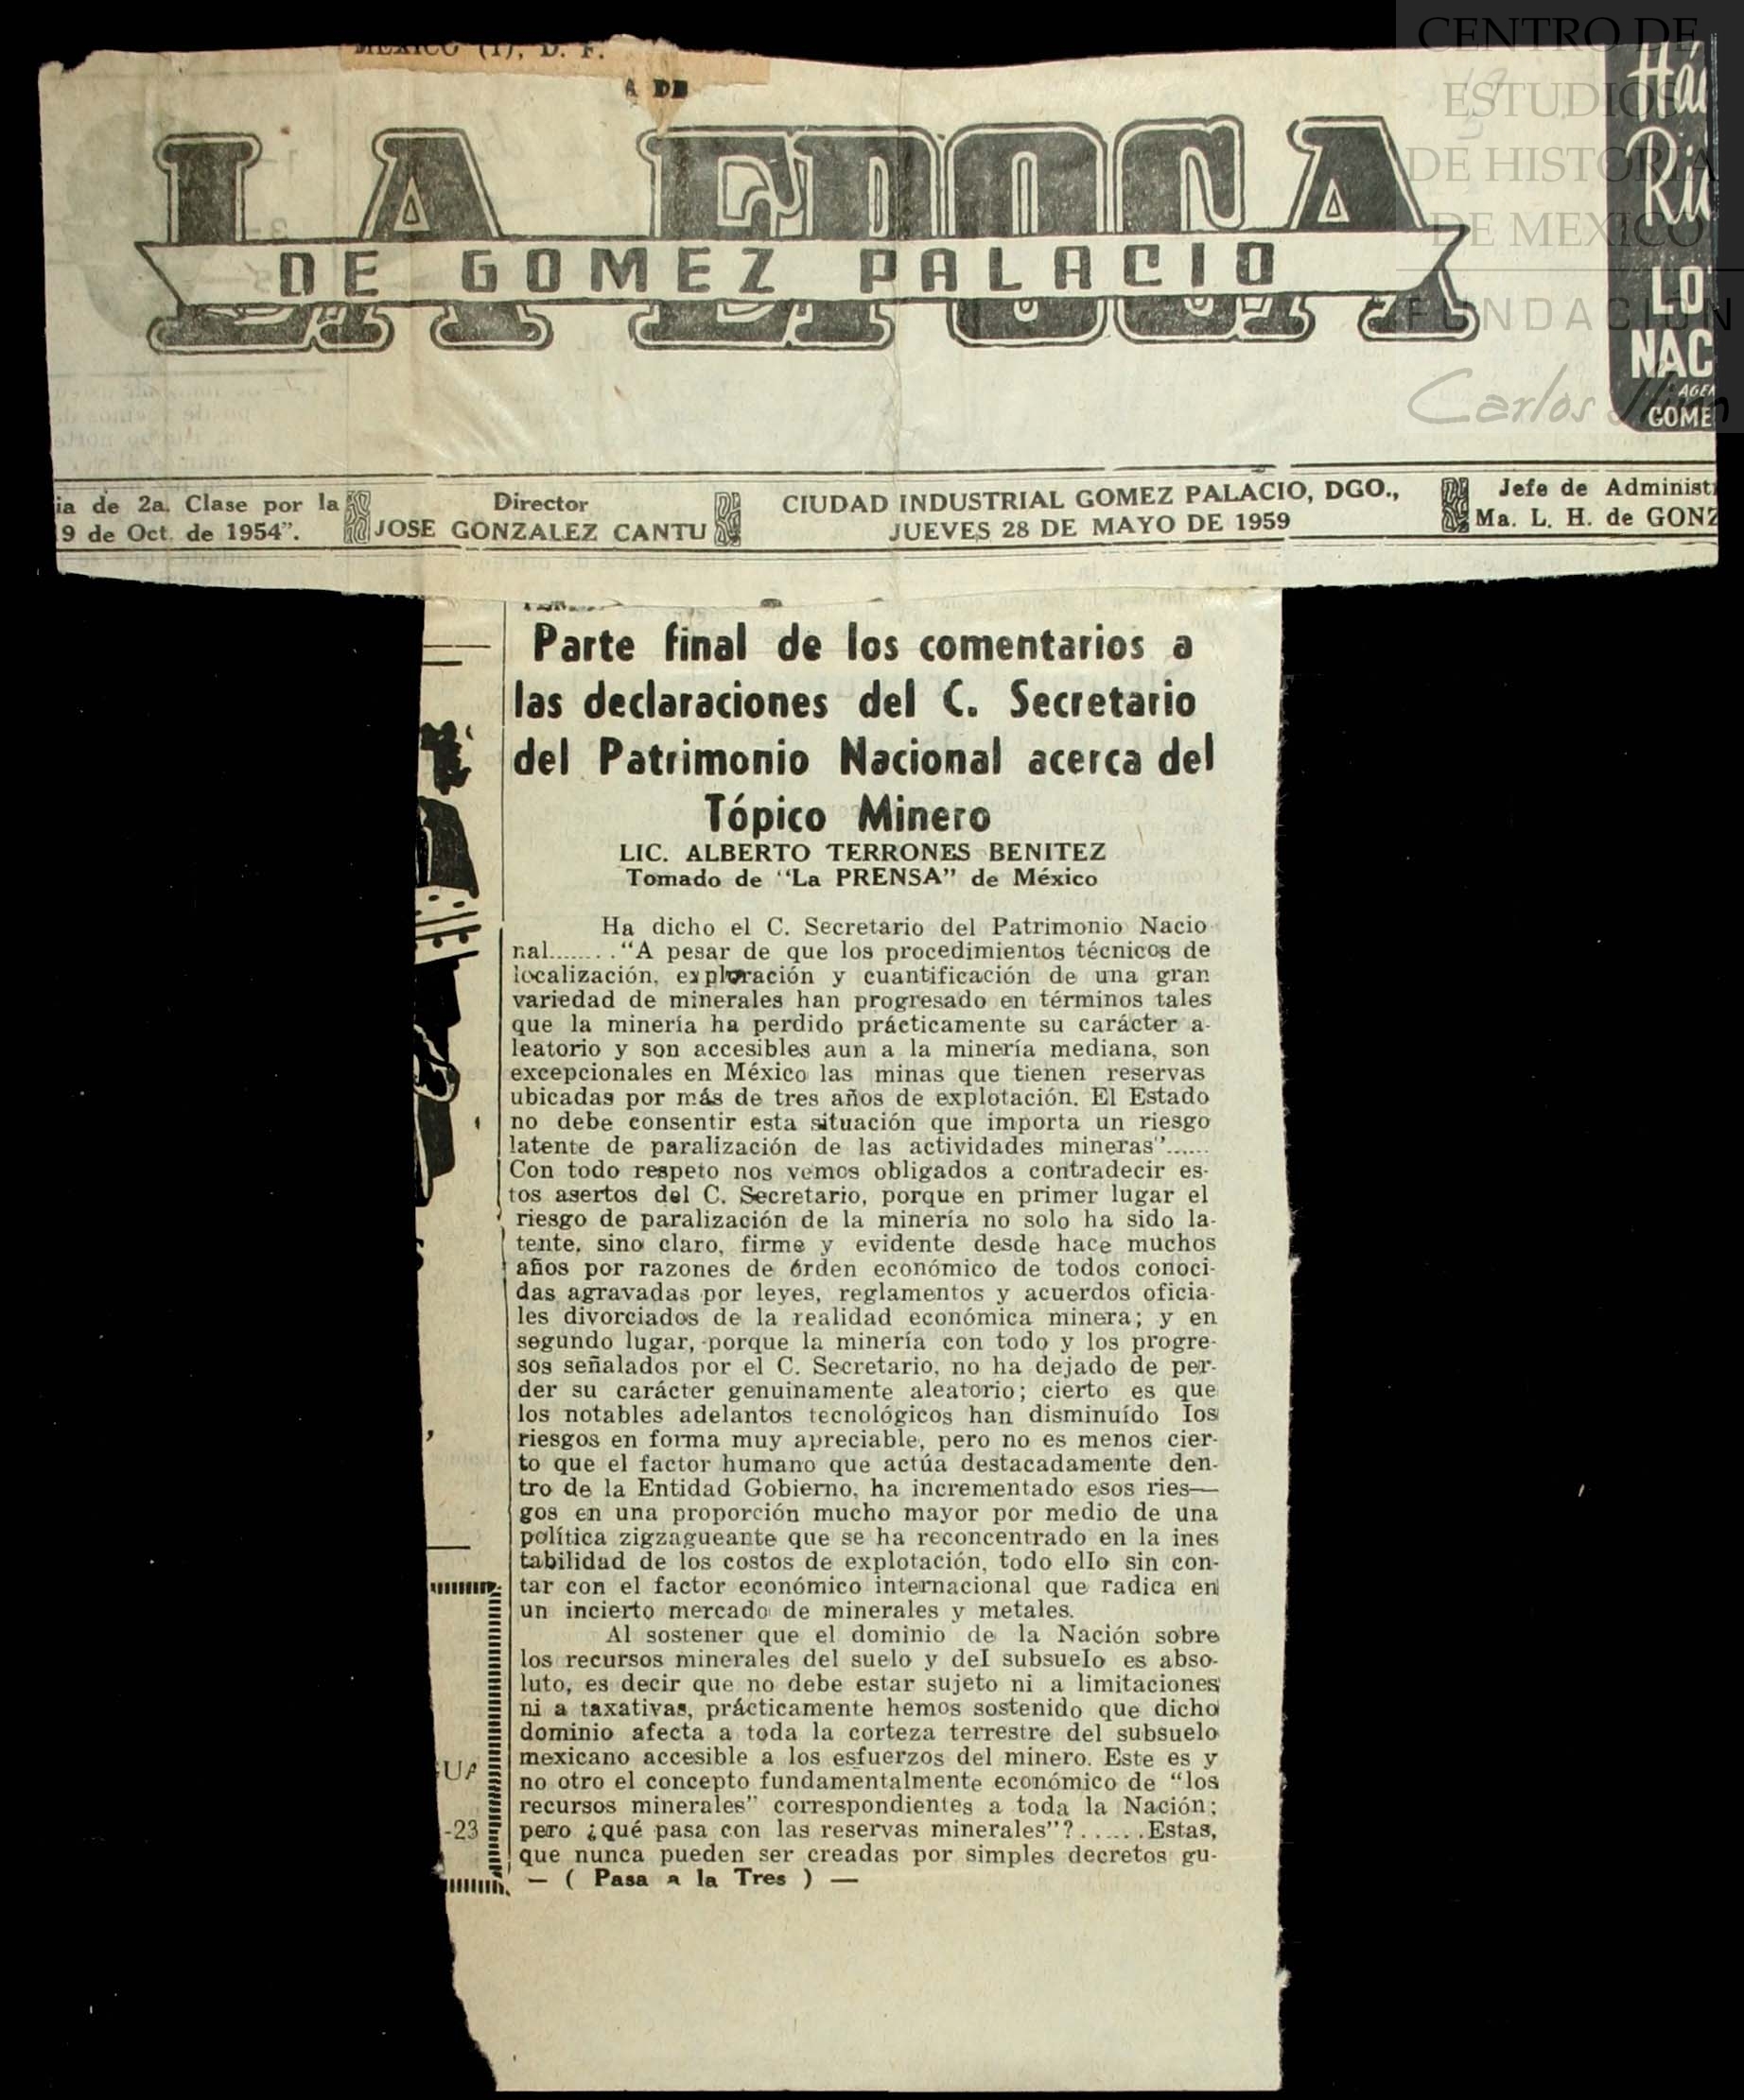 MEXICO (1), D. F.
A DE
LA EPOCA
DE GOMEZ PALACIO
CENTRO DE
ESTUDIOS
DE HISTORIA
DE MEXICO
FUNDACIÓN
Carlos Slim
LO
NAC
AGEN
GOME
ia de 2a. Clase por la
9 de Oct. de 1954".
Director
JOSE GONZALEZ CANTU
CIUDAD INDUSTRIAL GOMEZ PALACIO, DGO.,
JUEVES 28 DE MAYO DE 1959
Jefe de Administ
Ma. L. H. de GONZ
Parte final de los comentarios a
las declaraciones del C. Secretario
del Patrimonio Nacional acerca del
Tópico Minero
LIC. ALBERTO TERRONES BENITEZ
Tomado de "La PRENSA" de México
Ha dicho el C. Secretario del Patrimonio Nacio
nal........"A pesar de que los procedimientos técnicos de
localización, exploración y cuantificación de una gran
variedad de minerales han progresado en términos tales
que la minería ha perdido prácticamente su carácter a-
leatorio y son accesibles aun a la minería mediana, son
excepcionales en México las minas que tienen reservas
ubicadas por más de tres años de explotación. El Estado
no debe consentir esta situación que importa un riesgo
latente de paralización de las actividades mineras"......
Con todo respeto nos vemos obligados a contradecir es-
tos asertos del C. Secretario, porque en primer lugar el
riesgo de paralización de la minería no solo ha sido la-
tente, sino claro, firme y evidente desde hace muchos
años por razones de órden económico de todos conoci-
das agravadas por leyes, reglamentos y acuerdos oficia-
les divorciados de la realidad económica minera; y en
segundo lugar, porque la minería con todo y los progre-
sos señalados por el C. Secretario, no ha dejado de per-
der su carácter genuinamente aleatorio; cierto es que
los notables adelantos tecnológicos han disminuído los
riesgos en forma muy apreciable, pero no es menos cier-
to que el factor humano que actúa destacadamente den-
tro de la Entidad Gobierno, ha incrementado esos ries—
gos en una proporción mucho mayor por medio de una
política zigzagueante que se ha reconcentrado en la ines
tabilidad de los costos de explotación, todo ello sin con-
tar con el factor económico internacional que radica en
un incierto mercado de minerales y metales.
Al sostener que el dominio de la Nación sobre
los recursos minerales del suelo y del subsuelo es abso-
luto, es decir que no debe estar sujeto ni a limitaciones
ni a taxativas, prácticamente hemos sostenido que dicho
dominio afecta a toda la corteza terrestre del subsuelo
mexicano accesible a los esfuerzos del minero. Este es y
no otro el concepto fundamentalmente económico de "los
recursos minerales" correspondientes a toda la Nación;
pero ¿qué pasa con las reservas minerales"?.......Estas,
que nunca pueden ser creadas por simples decretos gu-
— ( Pasa a la Tres ) —
-23